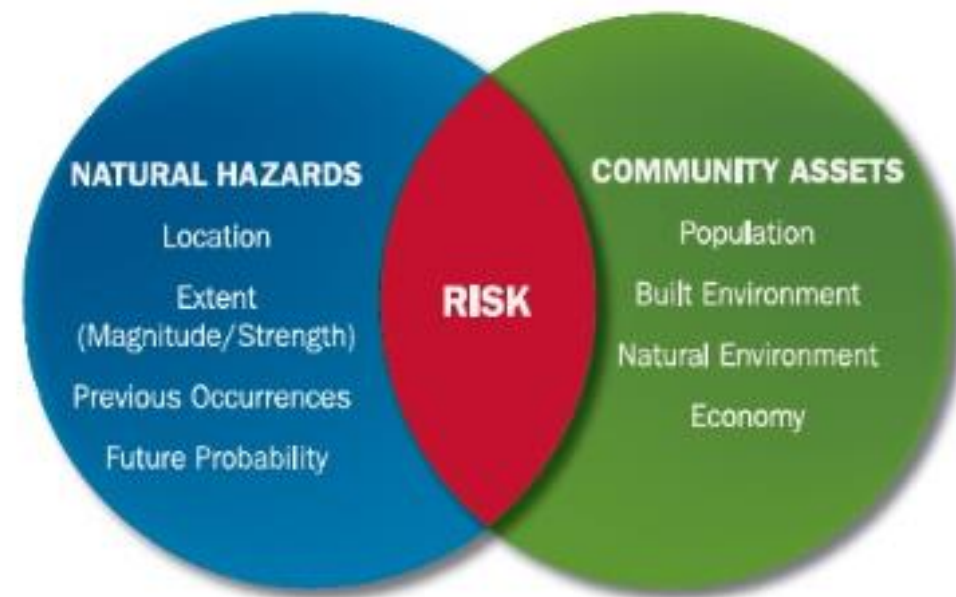 NATURAL HAZARDS
Location
Extent
(Magnitude/Strength)
Previous Occurrences
Future Probability
RISK
COMMUNITY ASSETS
Population
Built Environment
Natural Environment
Economy